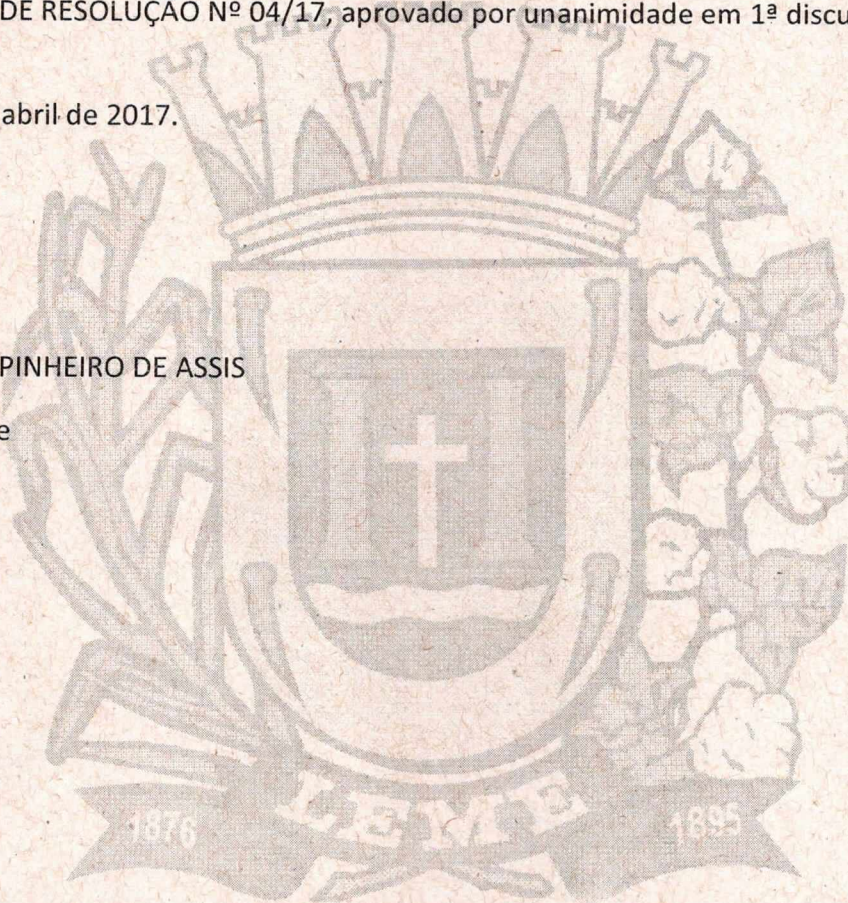 DE RESOLUÇÃO Nº 04/17, aprovado por unanimidade em 1ª discu
abril de 2017.
PINHEIRO DE ASSIS
e
1876 LEME 1895